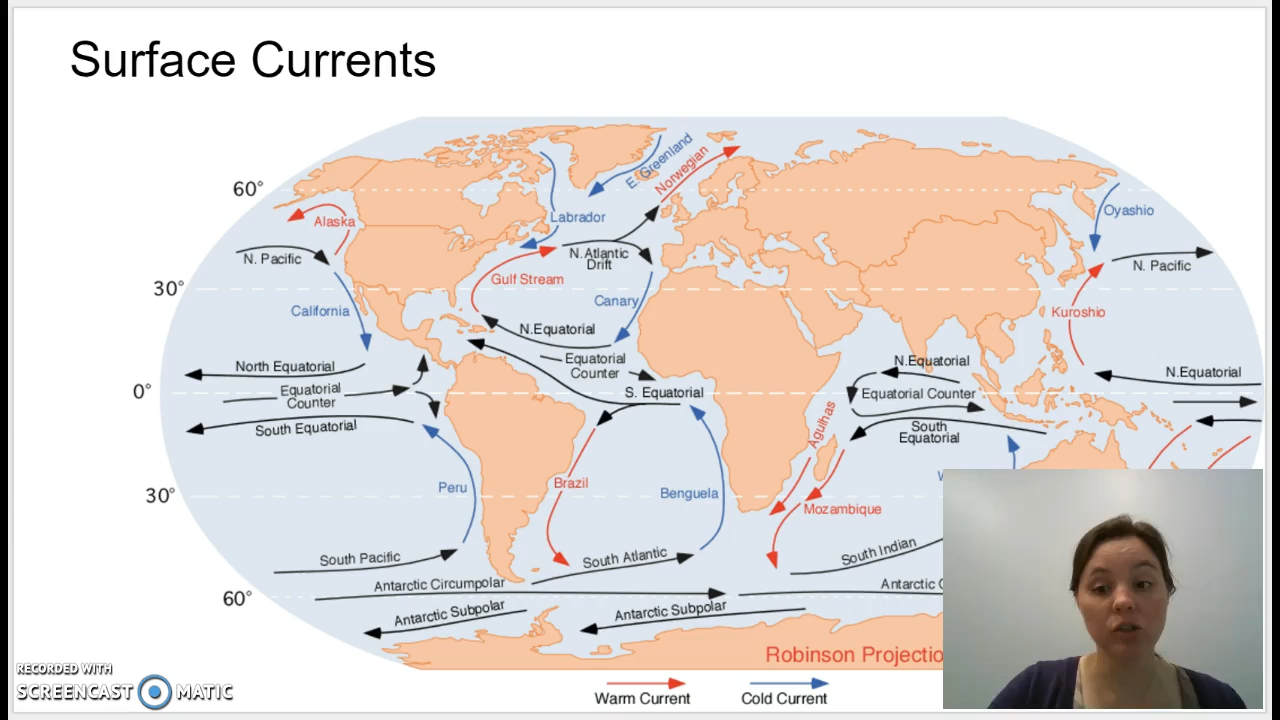 Surface Currents
60°
30°
0°
30°
60°
E. Greenland
Norwegian
Alaska
Labrador
Oyashio
N. Pacific
N. Atlantic
Drift
N. Pacific
Gulf Stream
California
Canary
Kuroshio
N.Equatorial
North Equatorial
Equatorial
Counter
N.Equatorial
N.Equatorial
Equatorial
Counter
S. Equatorial
Equatorial Counter
South Equatorial
South
Equatorial
Agulhas
Peru
Brazil
Benguela
Mozambique
W
South Pacific
South Atlantic
South Indian
Antarctic Circumpolar
Antarctic C
Antarctic Subpolar
Antarctic Subpolar
Robinson Projectio
Warm Current
Cold Current
RECORDED WITH
SCREENCAST MATIC